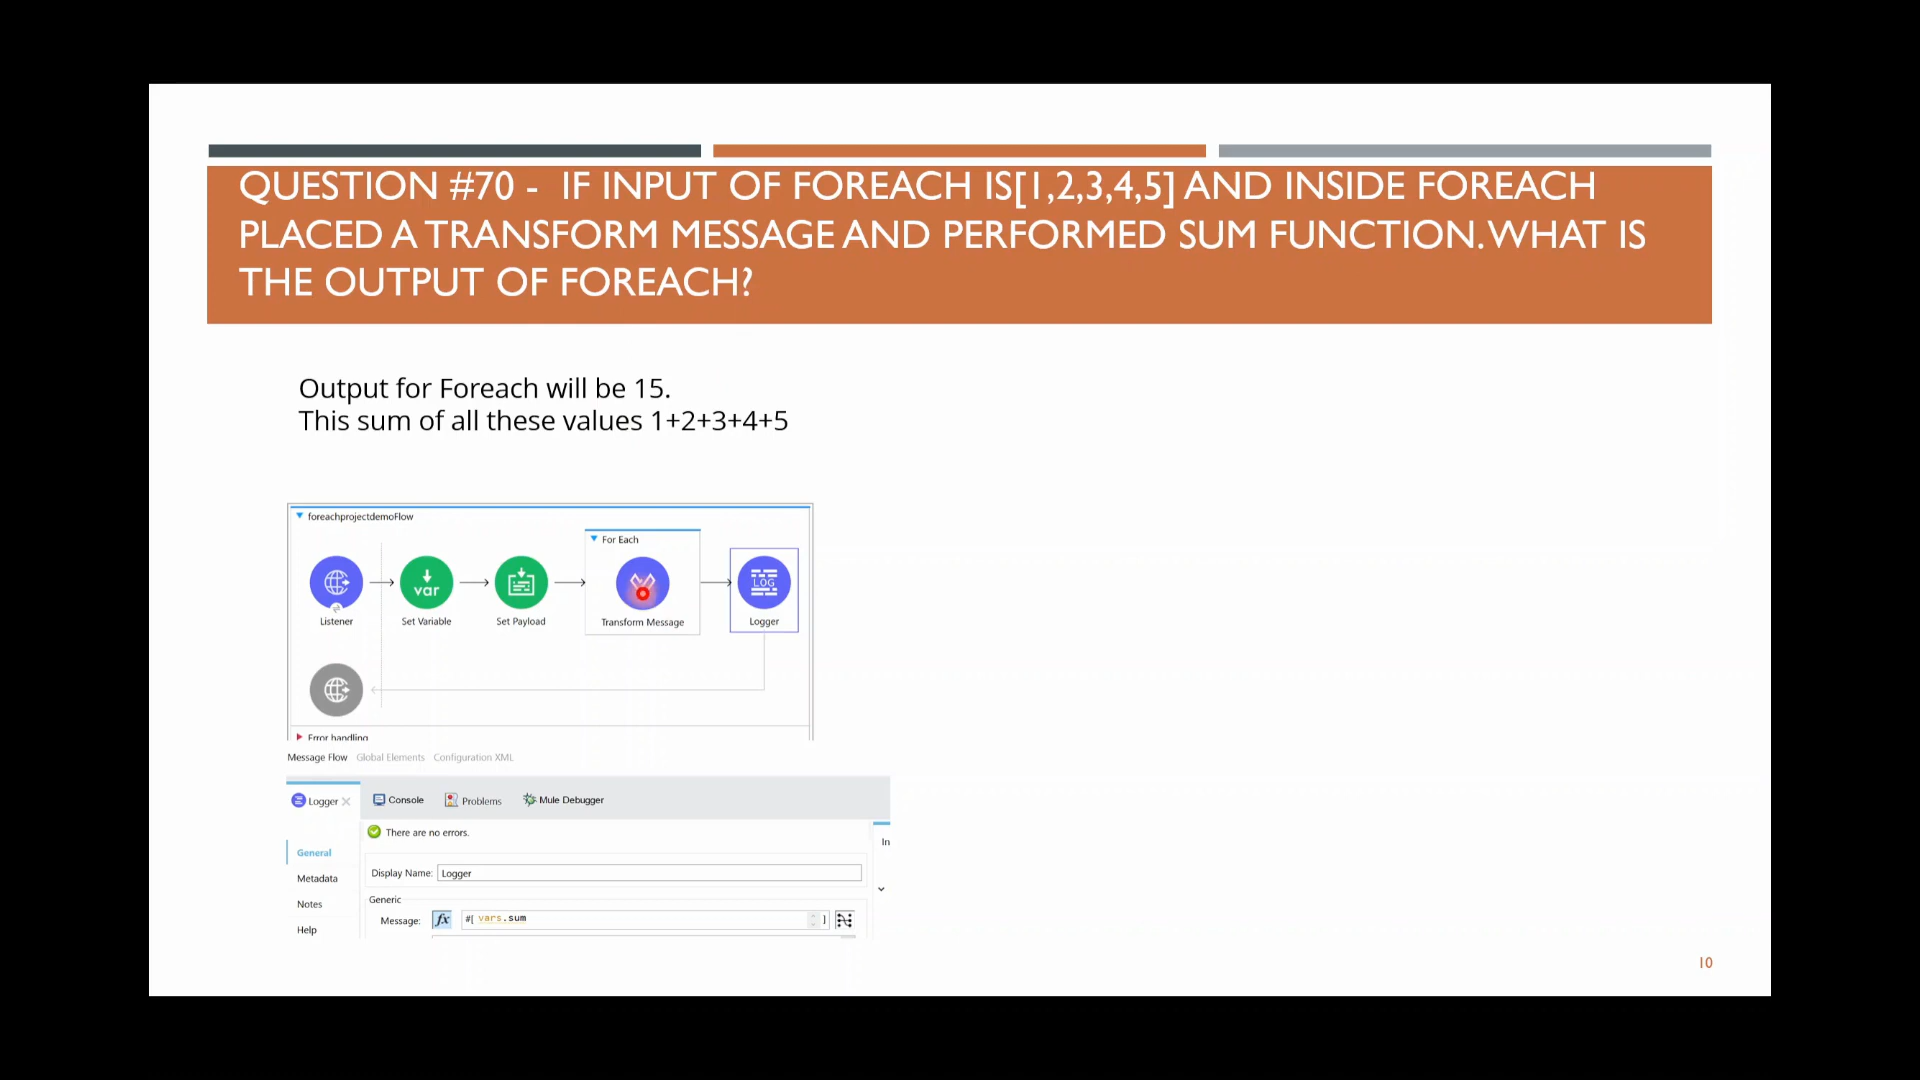 QUESTION #70 - IF INPUT OF FOREACH IS[1,2,3,4,5] AND INSIDE FOREACH
PLACED A TRANSFORM MESSAGE AND PERFORMED SUM FUNCTION. WHAT IS
THE OUTPUT OF FOREACH?
Output for Foreach will be 15.
This sum of all these values 1+2+3+4+5
foreachprojectdemoFlow
For Each
LOG
var
Listener
Set Variable
Set Payload
Transform Message
Logger
Error handling
Message Flow Global Elements Configuration XML
Logger Console Problems Mule Debugger
There are no errors.
In
General
Metadata
Notes
Help
Display Name: Logger
Generic
Message: fx #[ vars.sum ]
10